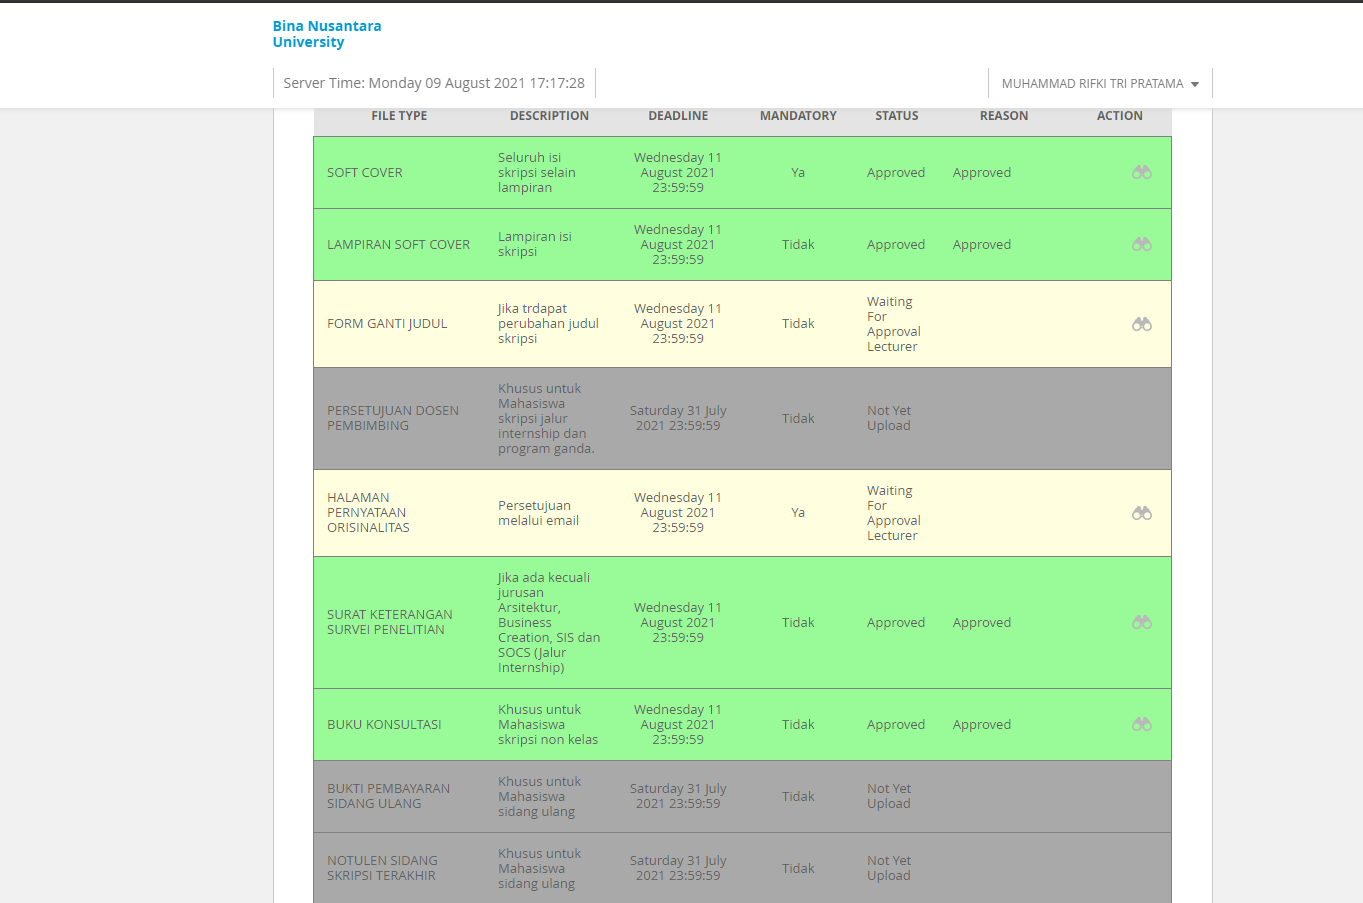 Bina Nusantara
University
Server Time: Monday 09 August 2021 17:17:28
MUHAMMAD RIFKI TRI PRATAMA
FILE TYPE DESCRIPTION DEADLINE MANDATORY STATUS REASON ACTION
SOFT COVER
Seluruh isi
skripsi selain
lampiran
Wednesday 11
August 2021
23:59:59
Ya
Approved
Approved
LAMPIRAN SOFT COVER
Lampiran isi
skripsi
Wednesday 11
August 2021
23:59:59
Tidak
Approved
Approved
FORM GANTI JUDUL
Jika trdapat
perubahan judul
skripsi
Wednesday 11
August 2021
23:59:59
Tidak
Waiting
For
Approval
Lecturer
PERSETUJUAN DOSEN
PEMBIMBING
Khusus untuk
Mahasiswa
skripsi jalur
internship dan
program ganda.
Saturday 31 July
2021 23:59:59
Tidak
Not Yet
Upload
HALAMAN
PERNYATAAN
ORISINALITAS
Persetujuan
melalui email
Wednesday 11
August 2021
23:59:59
Ya
Waiting
For
Approval
Lecturer
SURAT KETERANGAN
SURVEI PENELITIAN
Jika ada kecuali
jurusan
Arsitektur,
Business
Creation, SIS dan
SOCS (Jalur
Internship)
Wednesday 11
August 2021
23:59:59
Tidak
Approved
Approved
BUKU KONSULTASI
Khusus untuk
Mahasiswa
skripsi non kelas
Wednesday 11
August 2021
23:59:59
Tidak
Approved
Approved
BUKTI PEMBAYARAN
SIDANG ULANG
Khusus untuk
Mahasiswa
sidang ulang
Saturday 31 July
2021 23:59:59
Tidak
Not Yet
Upload
NOTULEN SIDANG
SKRIPSI TERAKHIR
Khusus untuk
Mahasiswa
sidang ulang
Saturday 31 July
2021 23:59:59
Tidak
Not Yet
Upload